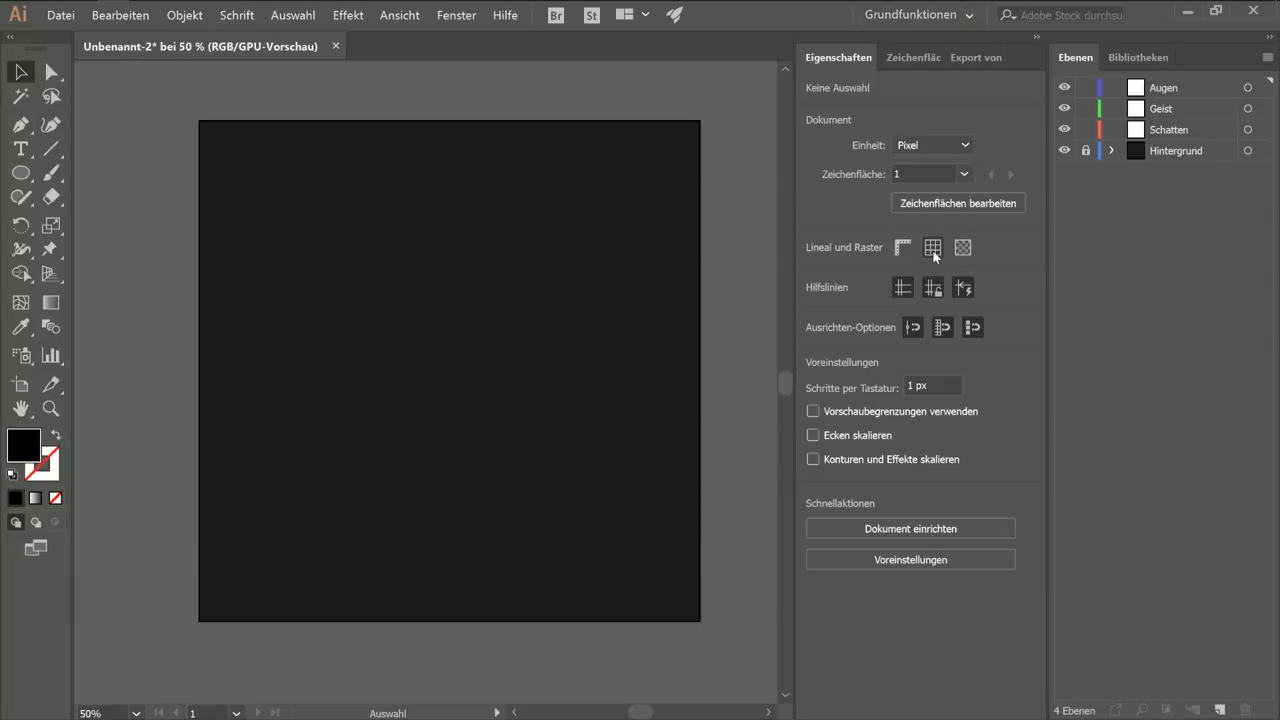 Ai Datei Bearbeiten Objekt Schrift Auswahl Effekt Ansicht Fenster Hilfe Br St Grundfunktionen Adobe Stock durchsu
Unbenannt-2* bei 50 % (RGB/GPU-Vorschau)
Eigenschaften Zeichenfläc Export von
Ebenen Bibliotheken
Keine Auswahl
Augen
Geist
Dokument
Schatten
Einheit: Pixel
Hintergrund
Zeichenfläche: 1
Zeichenflächen bearbeiten
Lineal und Raster
Hilfslinien
Ausrichten-Optionen
Voreinstellungen
Schritte per Tastatur: 1 px
Vorschaubegrenzungen verwenden
Ecken skalieren
Konturen und Effekte skalieren
Schnellaktionen
Dokument einrichten
Voreinstellungen
50% 1 Auswahl
4 Ebenen